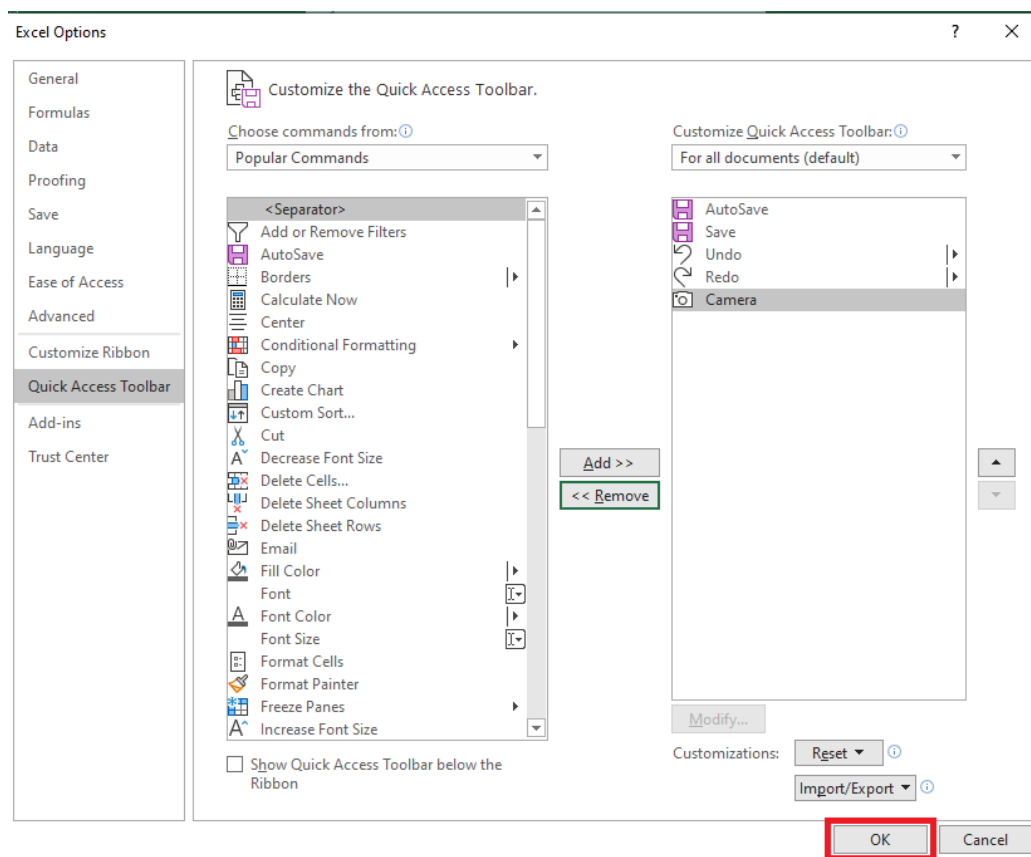 Excel Options
?
General
Formulas
Data
Proofing
Save
Language
Ease of Access
Advanced
Customize Ribbon
Quick Access Toolbar
Add-ins
Trust Center
Customize the Quick Access Toolbar.
Choose commands from:
Popular Commands
<Separator>
Add or Remove Filters
AutoSave
Borders
Calculate Now
Center
Conditional Formatting
Copy
Create Chart
Custom Sort...
Cut
Decrease Font Size
Delete Cells...
Delete Sheet Columns
Delete Sheet Rows
Email
Fill Color
Font
Font Color
Font Size
Format Cells
Format Painter
Freeze Panes
Increase Font Size
Show Quick Access Toolbar below the
Ribbon
Add >>
<< Remove
Customize Quick Access Toolbar:
For all documents (default)
AutoSave
Save
Undo
Redo
Camera
Modify...
Customizations:
Reset
Import/Export
OK
Cancel